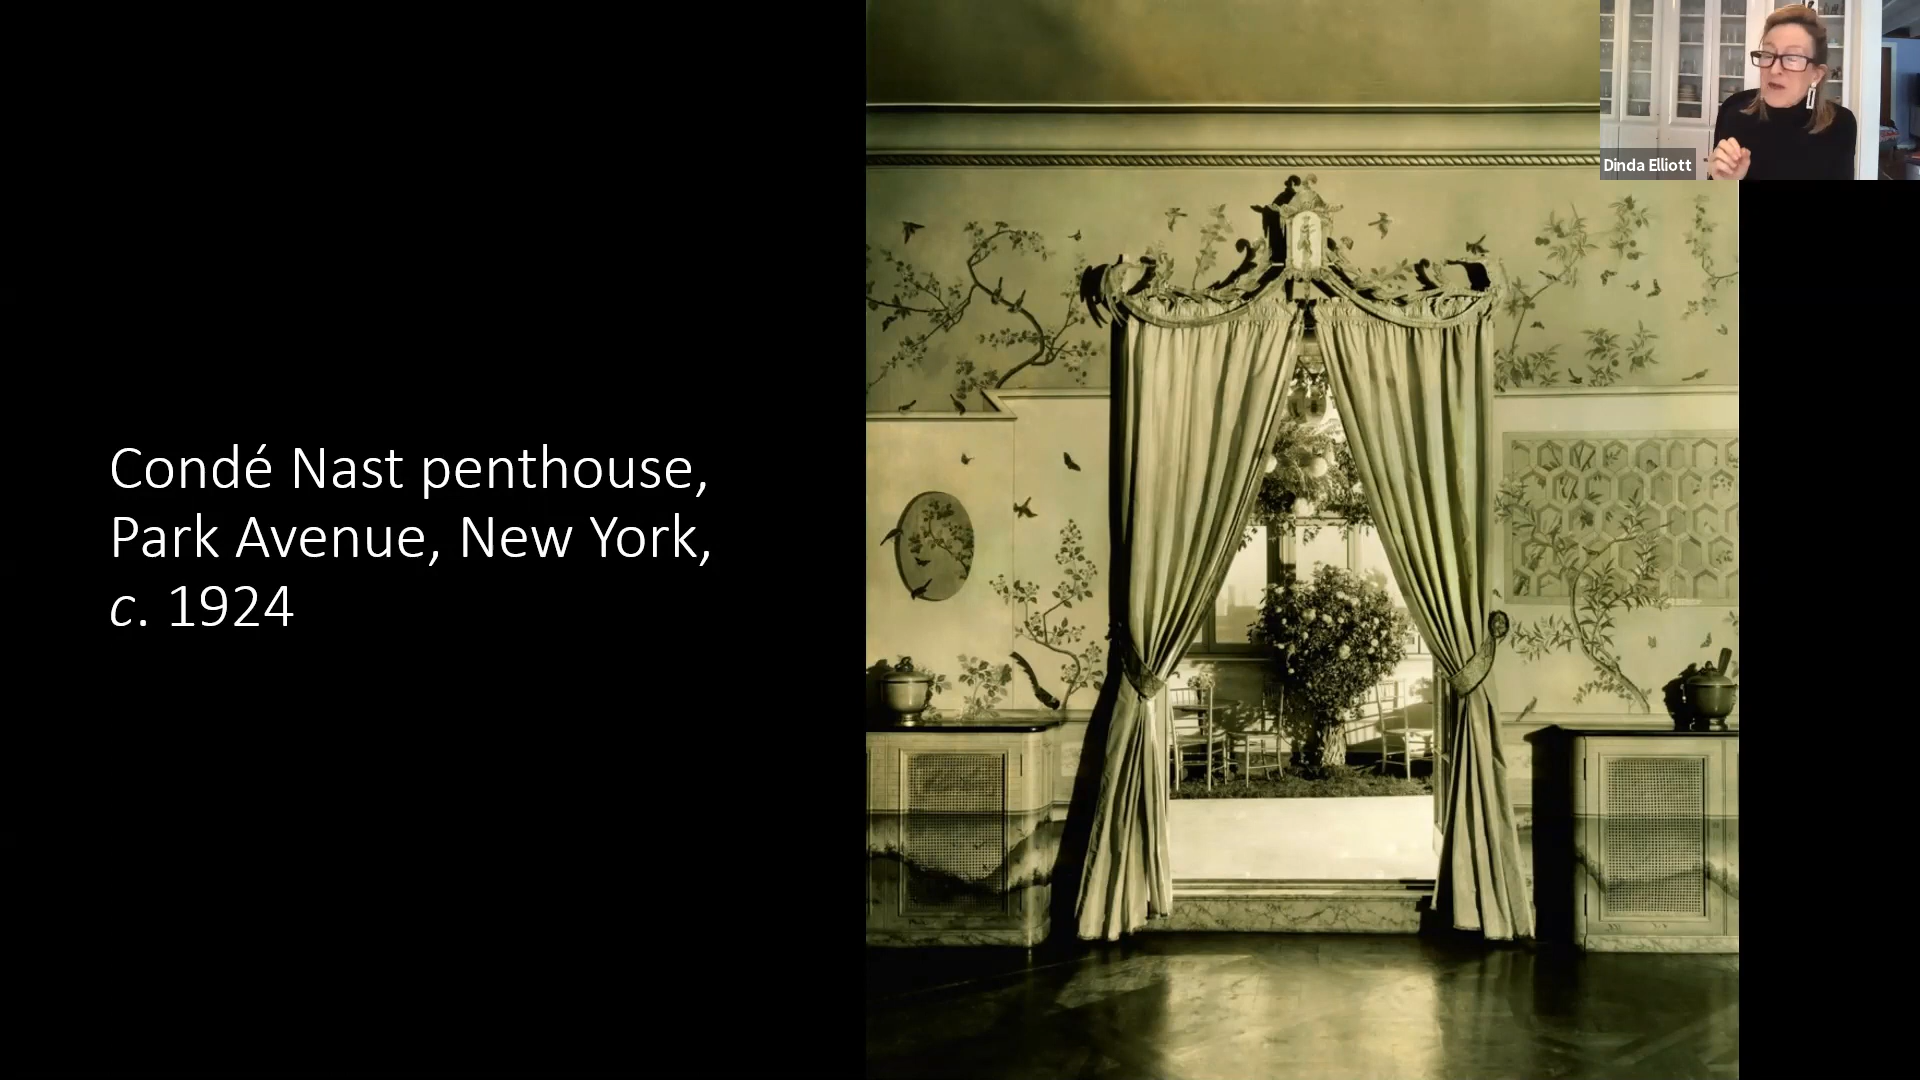 Condé Nast penthouse,
Park Avenue, New York,
c. 1924
Dinda Elliott